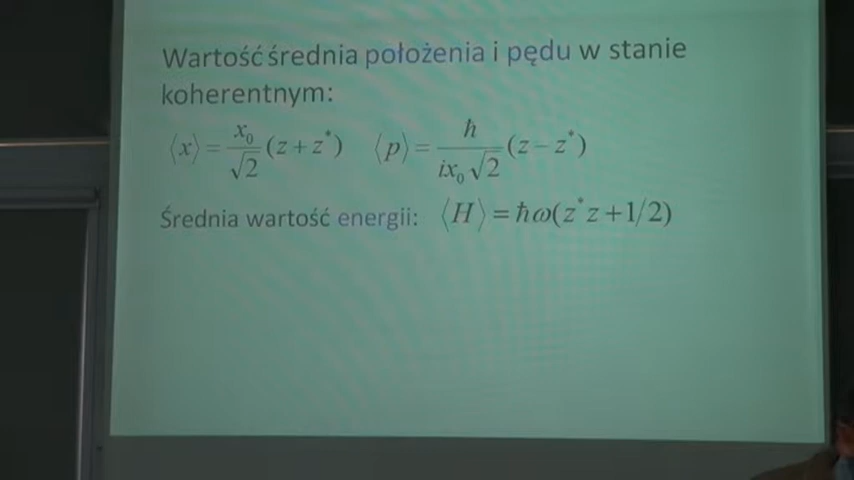 Wartość średnia położenia i pędu w stanie
koherentnym:
⟨x⟩ = x₀/√2 (z + z*) ⟨p⟩ = ħ/(ix₀√2) (z − z*)
Średnia wartość energii: ⟨H⟩ = ħω(z*z + 1/2)